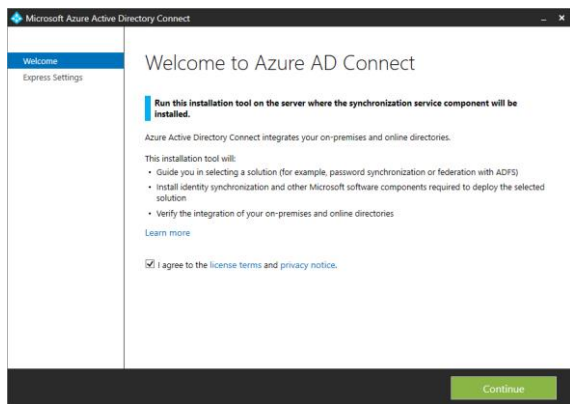 Microsoft Azure Active Directory Connect
Welcome
Express Settings
Welcome to Azure AD Connect
Run this installation tool on the server where the synchronization service component will be
installed.
Azure Active Directory Connect integrates your on-premises and online directories.
This installation tool will:
• Guide you in selecting a solution (for example, password synchronization or federation with ADFS)
• Install identity synchronization and other Microsoft software components required to deploy the selected
solution
• Verify the integration of your on-premises and online directories
Learn more
I agree to the license terms and privacy notice.
Continue